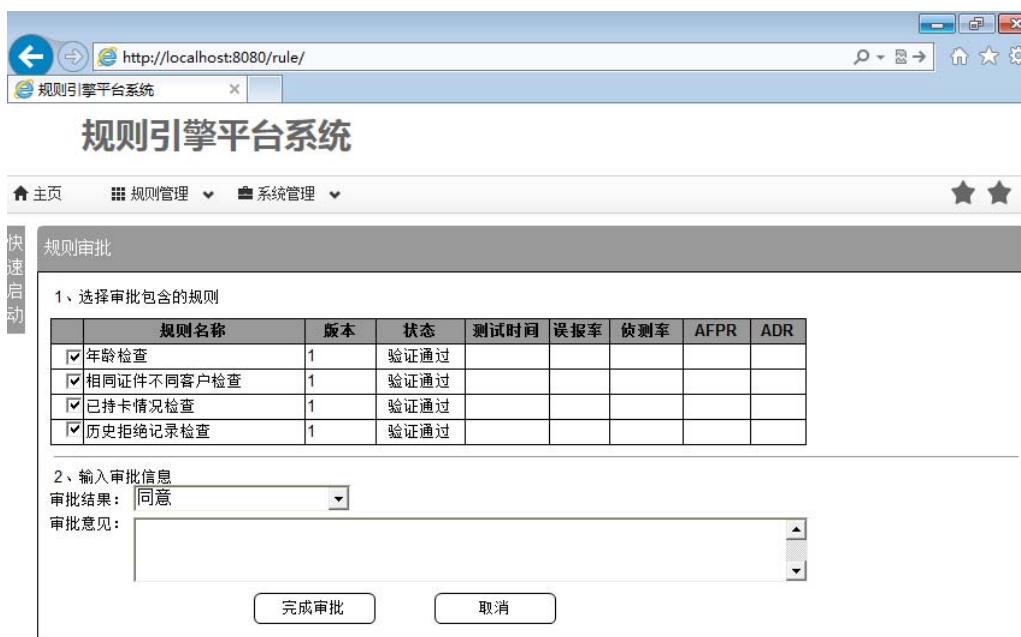 http://localhost:8080/rule/
规则引擎平台系统
规则引擎平台系统
主页 规则管理 系统管理
快速启动
规则审批
1、选择审批包含的规则
规则名称 版本 状态 测试时间 误报率 侦测率 AFPR ADR
年龄检查 1 验证通过
相同证件不同客户检查 1 验证通过
已持卡情况检查 1 验证通过
历史拒绝记录检查 1 验证通过
2、输入审批信息
审批结果： 同意
审批意见：
完成审批 取消